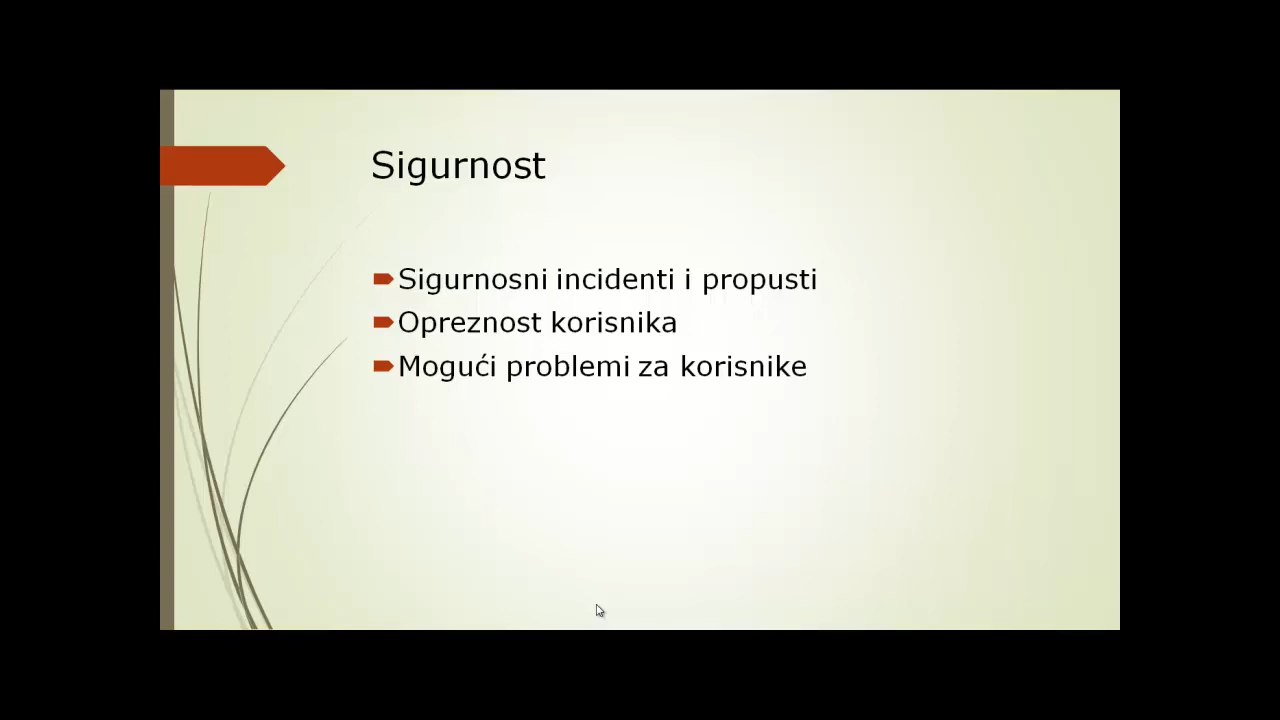 Sigurnost
Sigurnosni incidenti i propusti
Opreznost korisnika
Mogući problemi za korisnike